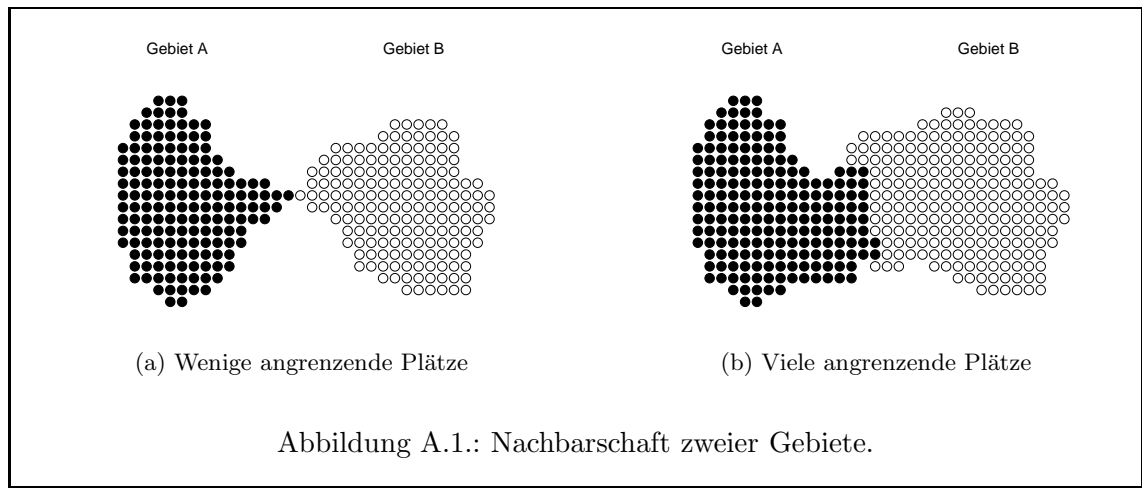 Gebiet A
Gebiet B
Gebiet A
Gebiet B
(a) Wenige angrenzende Plätze
(b) Viele angrenzende Plätze
Abbildung A.1.: Nachbarschaft zweier Gebiete.